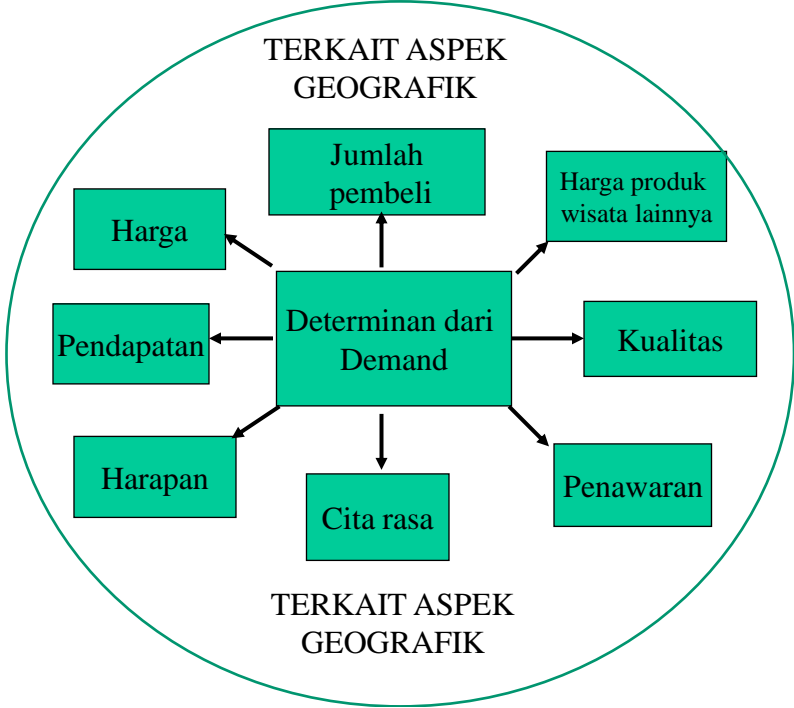 TERKAIT ASPEK
GEOGRAFIK
Jumlah
pembeli
Harga produk
wisata lainnya
Harga
Determinan dari
Demand
Pendapatan
Kualitas
Harapan
Cita rasa
Penawaran
TERKAIT ASPEK
GEOGRAFIK